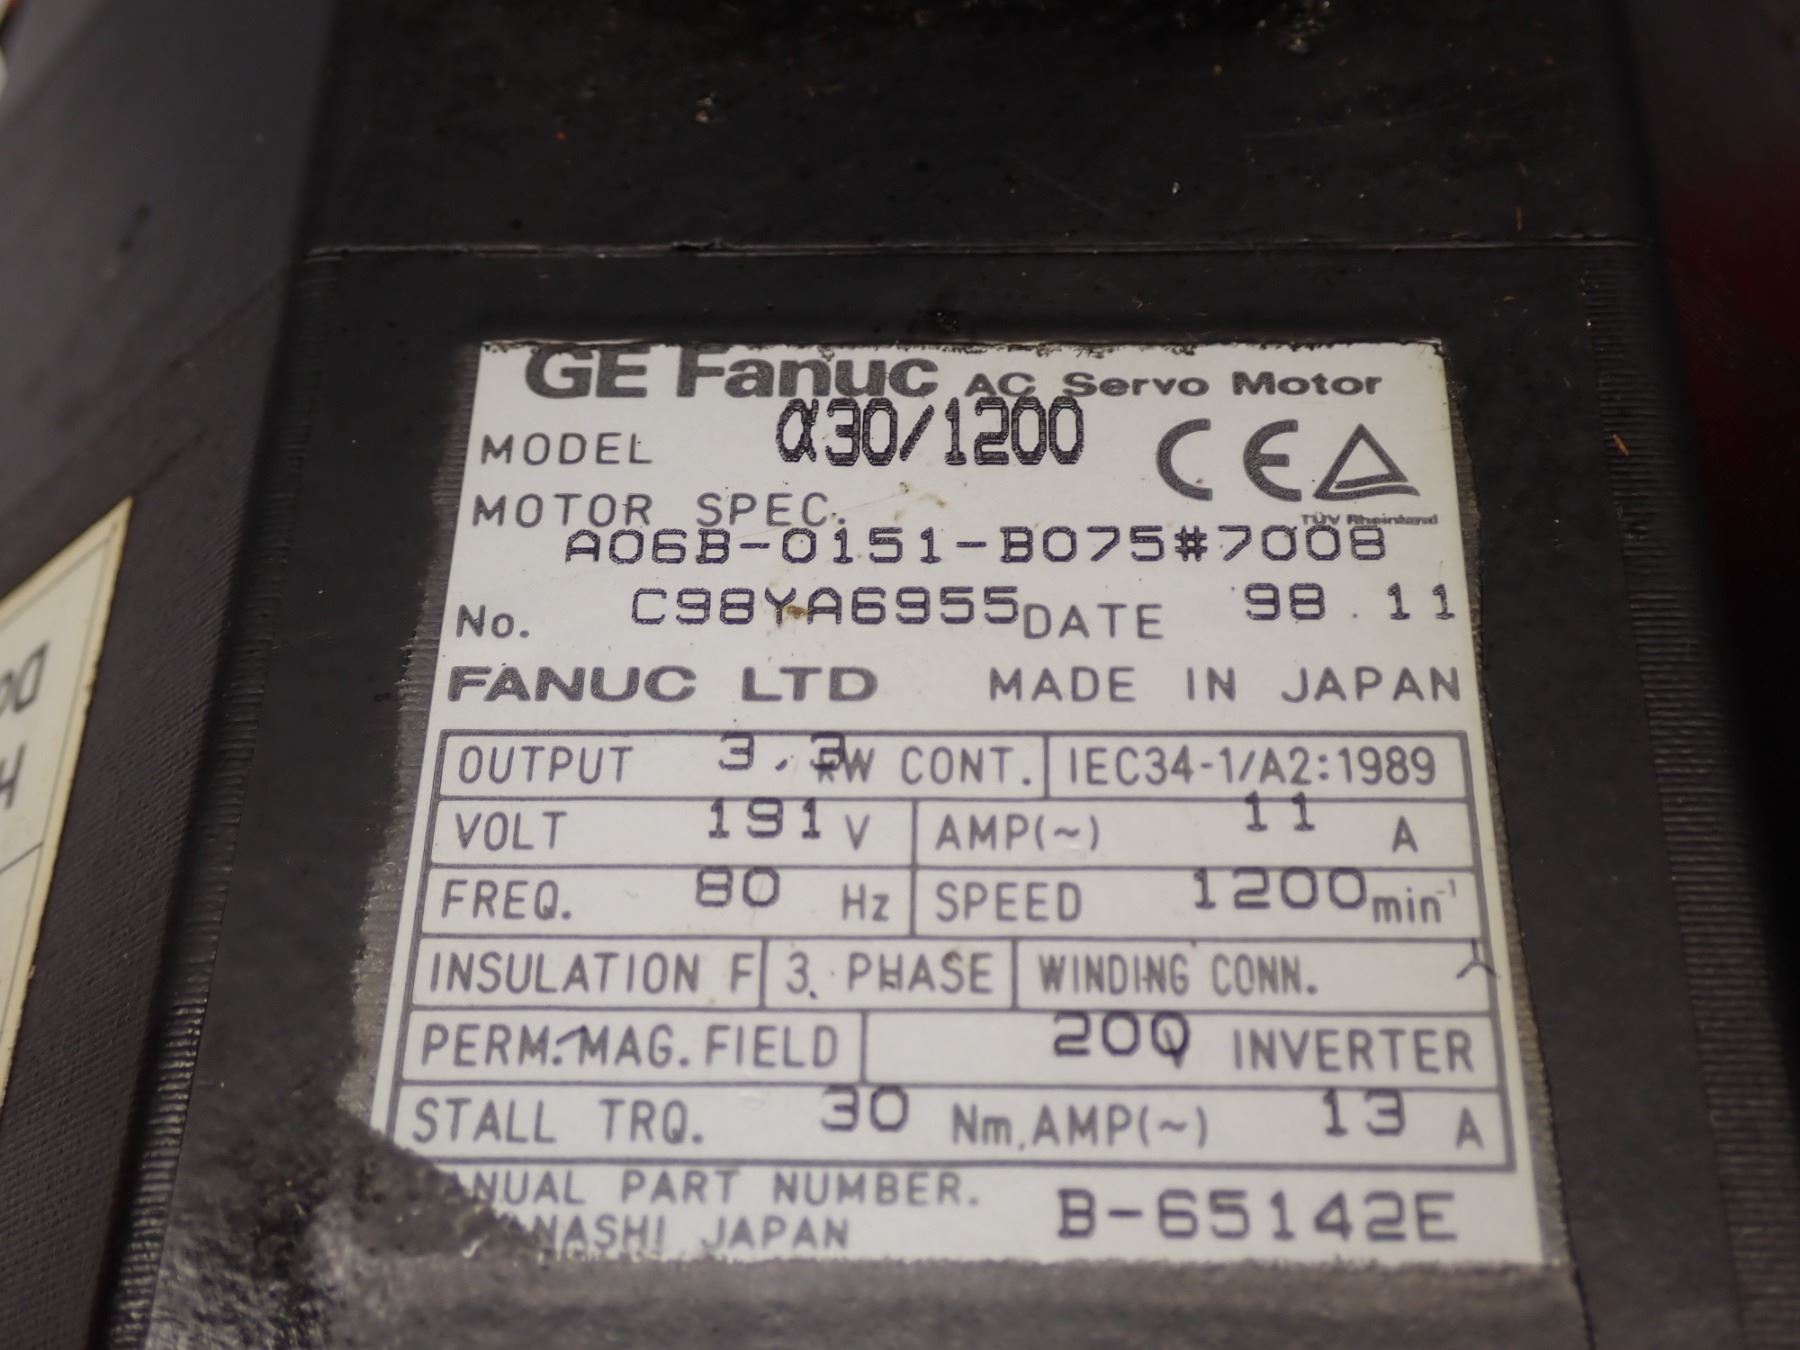 GE Fanuc AC Servo Motor
MODEL α30/1200 CE
TÜV Rheinland
MOTOR SPEC.
A06B-0151-B075#7008
No. C98YA6955 DATE 98.11
FANUC LTD MADE IN JAPAN
OUTPUT 3.3 kW CONT. IEC34-1/A2:1989
VOLT 191 V AMP(~) 11 A
FREQ. 80 Hz SPEED 1200 min⁻¹
INSULATION F 3. PHASE WINDING CONN.
PERM. MAG. FIELD 200 INVERTER
STALL TRQ. 30 Nm. AMP(~) 13 A
ANUAL PART NUMBER. B-65142E
ANASHI JAPAN